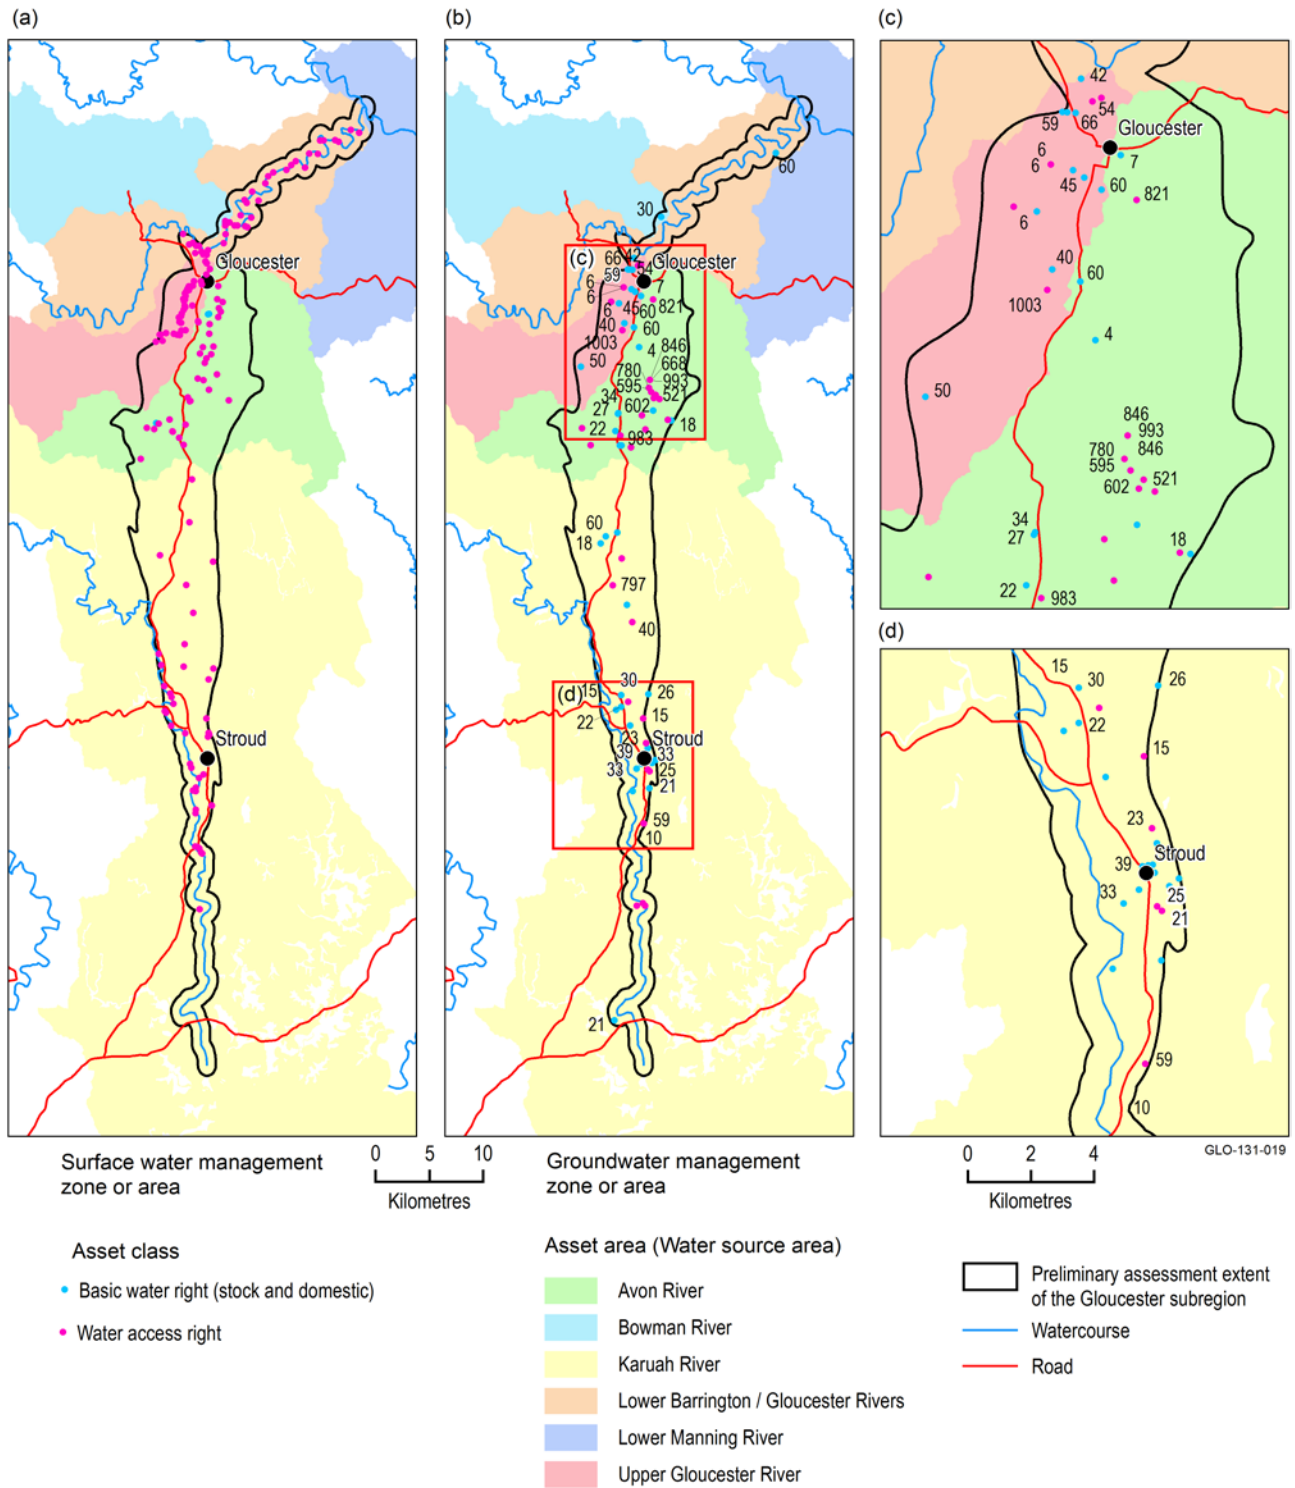 (a)
(b)
(c)
Gloucester
Stroud
60
30
(c)
42
66
59
54
Gloucester
7
6
6
6
45
60
821
40
60
1003
4
846
50
668
780
993
595
521
34
602
27
22
18
983
60
18
797
40
30
(d)
15
26
22
15
23
Stroud
39
33
33
25
21
59
10
21
42
54
59
66
Gloucester
6
7
6
45
60
821
6
40
60
1003
4
50
846
993
780
846
595
602
521
34
27
18
22
983
(d)
15
30
26
22
15
23
Stroud
39
33
25
21
59
10
GLO-131-019
Surface water management
zone or area
0 5 10
Kilometres
Groundwater management
zone or area
0 2 4
Kilometres
Asset class
Basic water right (stock and domestic)
Water access right
Asset area (Water source area)
Avon River
Bowman River
Karuah River
Lower Barrington / Gloucester Rivers
Lower Manning River
Upper Gloucester River
Preliminary assessment extent
of the Gloucester subregion
Watercourse
Road